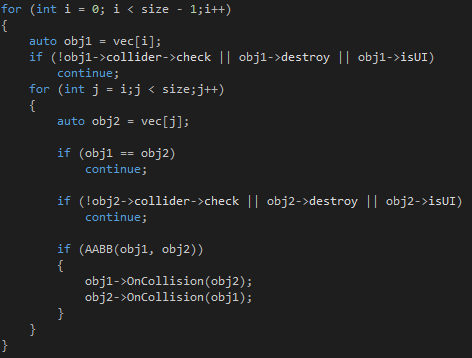 for (int i = 0; i < size - 1;i++)
{
    auto obj1 = vec[i];
    if (!obj1->collider->check || obj1->destroy || obj1->isUI)
        continue;
    for (int j = i;j < size;j++)
    {
        auto obj2 = vec[j];

        if (obj1 == obj2)
            continue;

        if (!obj2->collider->check || obj2->destroy || obj2->isUI)
            continue;

        if (AABB(obj1, obj2))
        {
            obj1->OnCollision(obj2);
            obj2->OnCollision(obj1);
        }
    }
}